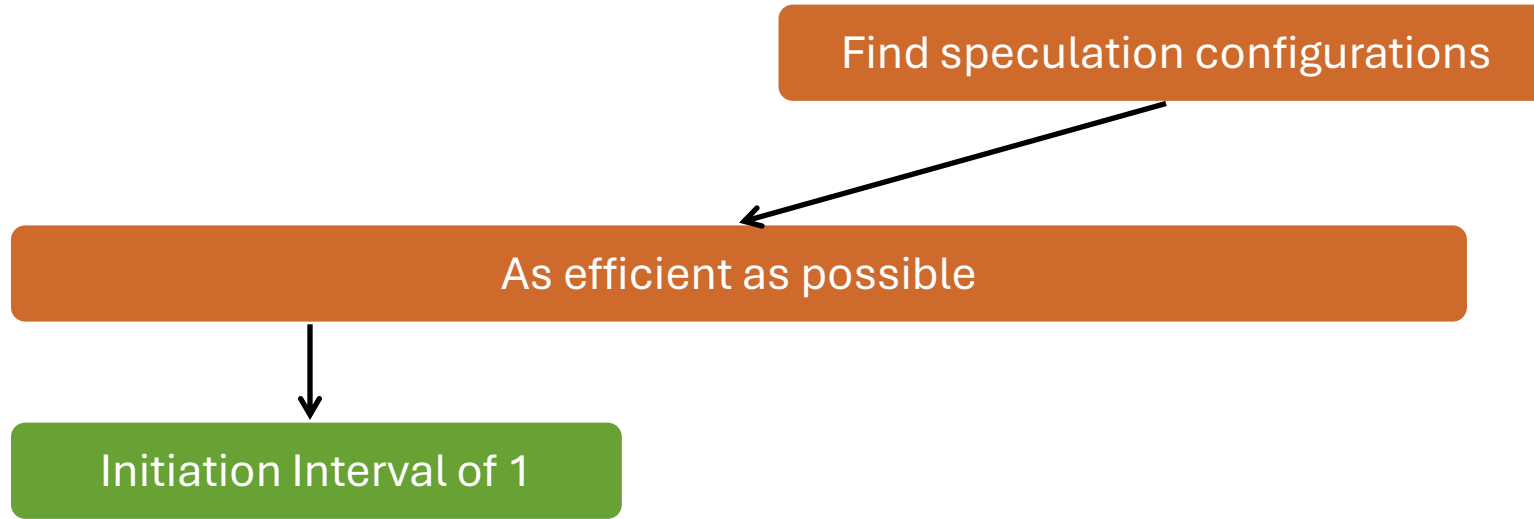 Find speculation configurations
As efficient as possible
Initiation Interval of 1